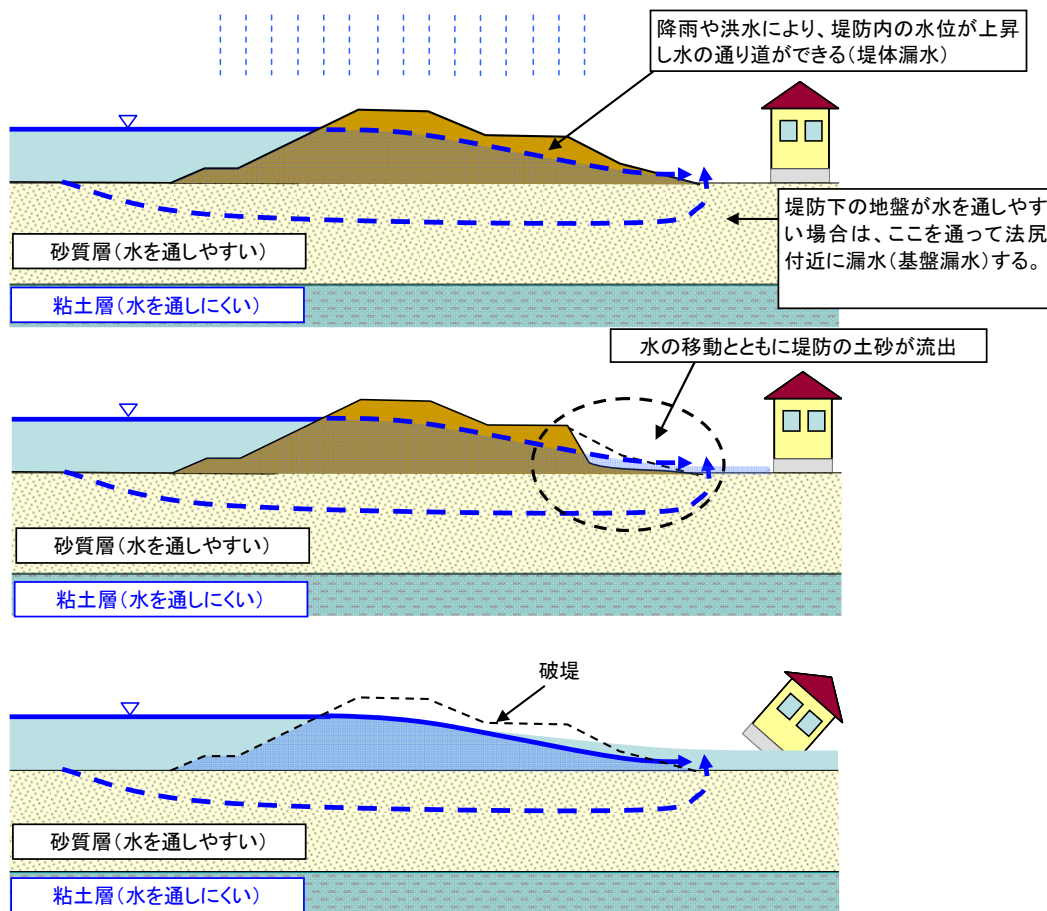 降雨や洪水により、堤防内の水位が上昇
し水の通り道ができる(堤体漏水)
堤防下の地盤が水を通しやす
い場合は、ここを通って法尻
付近に漏水(基盤漏水)する。
砂質層(水を通しやすい)
粘土層(水を通しにくい)
水の移動とともに堤防の土砂が流出
砂質層(水を通しやすい)
粘土層(水を通しにくい)
破堤
砂質層(水を通しやすい)
粘土層(水を通しにくい)